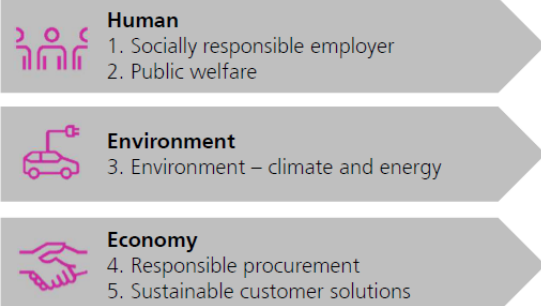 Human
1. Socially responsible employer
2. Public welfare
Environment
3. Environment – climate and energy
Economy
4. Responsible procurement
5. Sustainable customer solutions